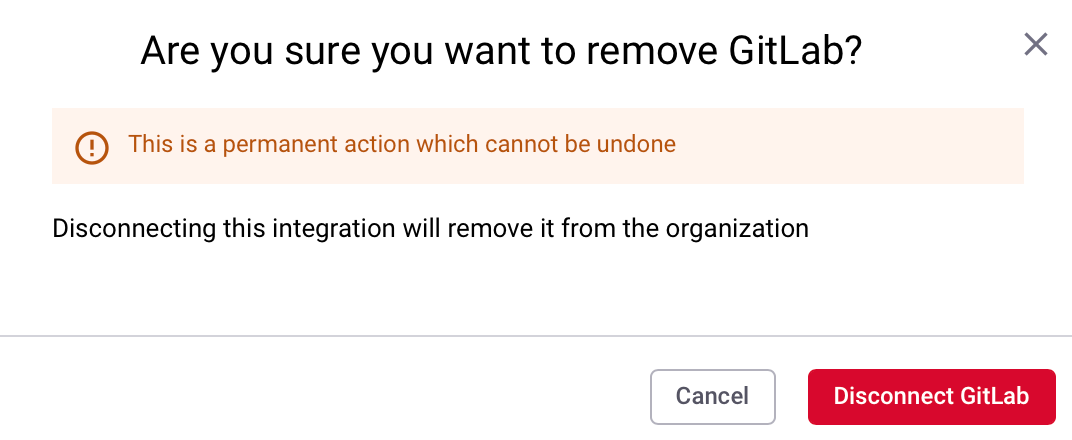 Are you sure you want to remove GitLab?
This is a permanent action which cannot be undone
Disconnecting this integration will remove it from the organization
Cancel
Disconnect GitLab